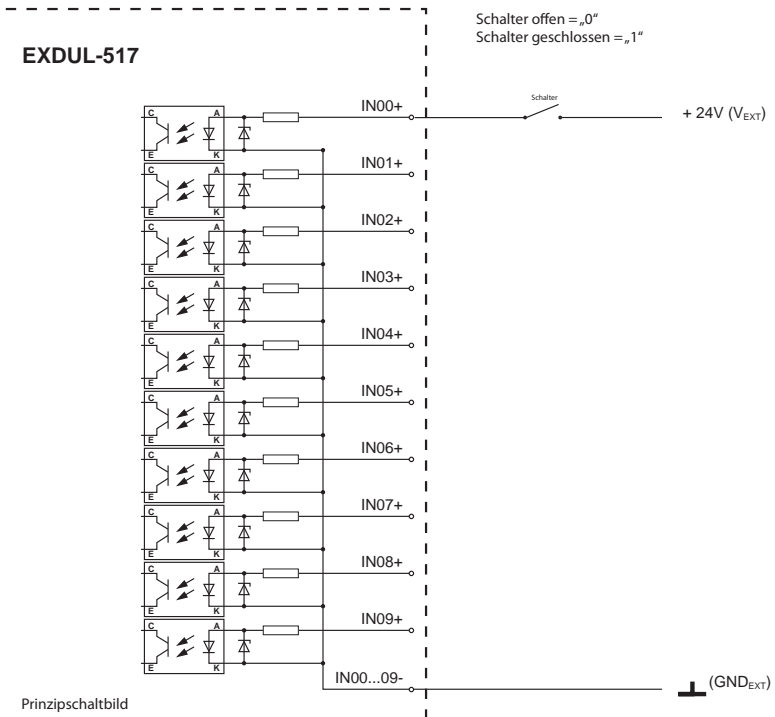 Schalter offen = „0“
Schalter geschlossen = „1“
EXDUL-517
Schalter
C A IN00+ + 24V (VEXT)
E K
C A IN01+
E K
C A IN02+
E K
C A IN03+
E K
C A IN04+
E K
C A IN05+
E K
C A IN06+
E K
C A IN07+
E K
C A IN08+
E K
C A IN09+
E K
IN00...09- (GNDEXT)
Prinzipschaltbild